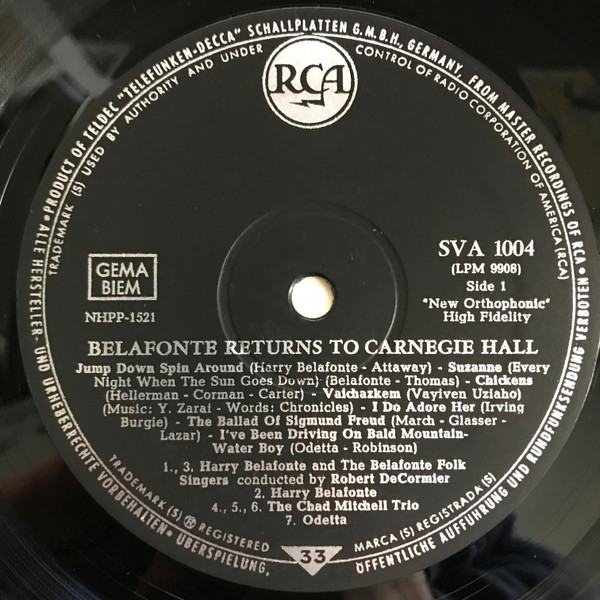 PRODUCT OF TELDEC "TELEFUNKEN-DECCA" SCHALLPLATTEN G.M.B.H., GERMANY, FROM MASTER RECORDINGS OF RCA •
TRADEMARK (S) USED BY AUTHORITY AND UNDER CONTROL OF RADIO CORPORATION OF AMERICA (RCA)
RCA
SVA 1004
(LPM 9908)
Side 1
"New Orthophonic"
High Fidelity
GEMA
BIEM
NHPP-1521
BELAFONTE RETURNS TO CARNEGIE HALL
Jump Down Spin Around (Harry Belafonte - Attaway) - Suzanne (Every
Night When The Sun Goes Down) (Belafonte - Thomas) - Chickens
(Hellerman - Corman - Carter) - Vaichazkem (Vayiven Uziaho)
(Music: Y. Zarai - Words: Chronicles) - I Do Adore Her (Irving
Burgie) - The Ballad Of Sigmund Freud (March - Glasser -
Lazar) - I've Been Driving On Bald Mountain-
Water Boy (Odetta - Robinson)
1., 3. Harry Belafonte and The Belafonte Folk
Singers conducted by Robert DeCormier
2. Harry Belafonte
4., 5., 6. The Chad Mitchell Trio
7. Odetta
TRADEMARK (S) ® REGISTERED
MARCA (S) REGISTRADA (S)
33
• ALLE HERSTELLER- UND URHEBERRECHTE VORBEHALTEN • ÜBERSPIELUNG, ÖFFENTLICHE AUFFÜHRUNG UND RUNDFUNKSENDUNG VERBOTEN •